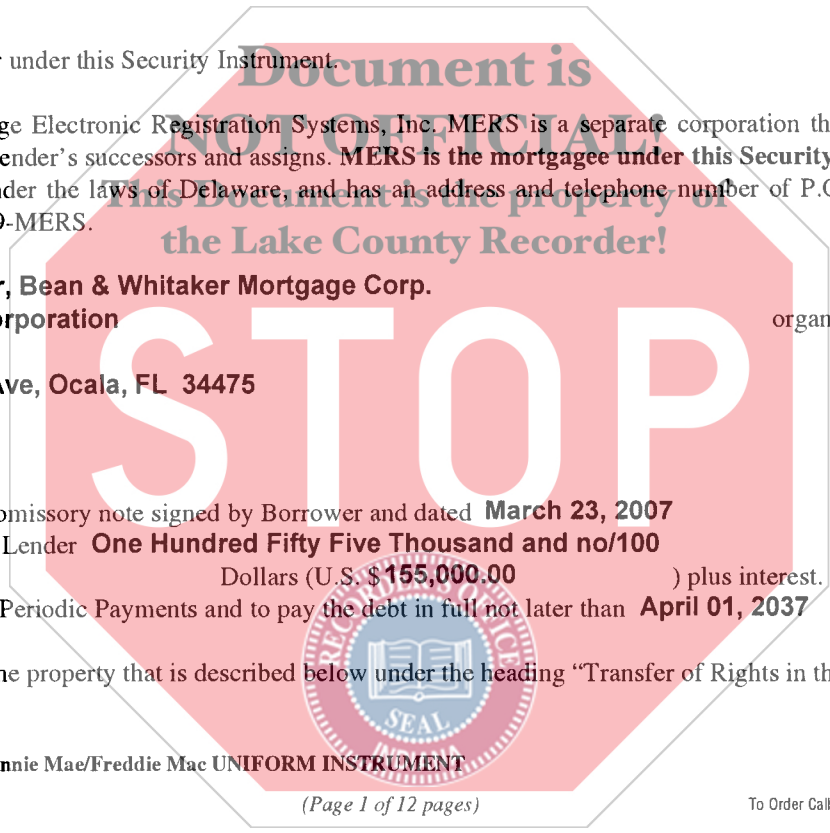 r under this Security Instrument.
Document is
NOT OFFICIAL!
ge Electronic Registration Systems, Inc. MERS is a separate corporation th
ender's successors and assigns. MERS is the mortgagee under this Security
This Document is the property of
der the laws of Delaware, and has an address and telephone number of P.O
9-MERS.
the Lake County Recorder!
r, Bean & Whitaker Mortgage Corp.
orporation organ
Ave, Ocala, FL 34475
STOP
omissory note signed by Borrower and dated March 23, 2007
Lender One Hundred Fifty Five Thousand and no/100
Dollars (U.S. $155,000.00 ) plus interest.
Periodic Payments and to pay the debt in full not later than April 01, 2037
RECORDER'S OFFICE
he property that is described below under the heading “Transfer of Rights in th
SEAL
INDIANA
nnie Mae/Freddie Mac UNIFORM INSTRUMENT
(Page 1 of 12 pages) To Order Call